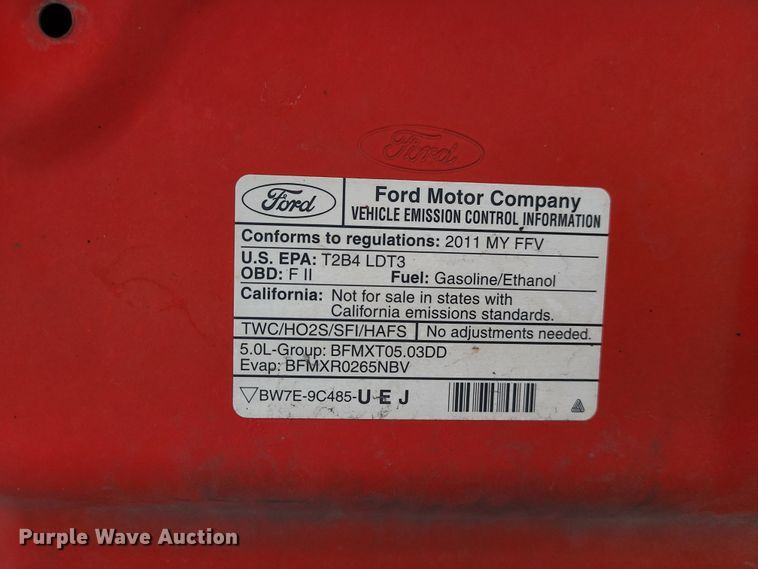 Ford
Ford
Ford Motor Company
VEHICLE EMISSION CONTROL INFORMATION
Conforms to regulations: 2011 MY FFV
U.S. EPA: T2B4 LDT3
OBD: F II Fuel: Gasoline/Ethanol
California: Not for sale in states with
California emissions standards.
TWC/HO2S/SFI/HAFS No adjustments needed.
5.0L-Group: BFMXT05.03DD
Evap: BFMXR0265NBV
BW7E-9C485-U E J
Purple Wave Auction